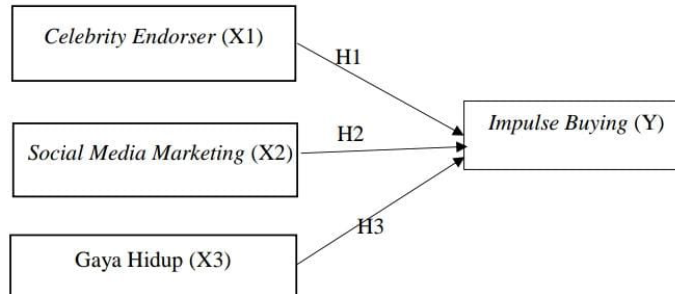 Celebrity Endorser (X1)
H1
Impulse Buying (Y)
H2
Social Media Marketing (X2)
H3
Gaya Hidup (X3)